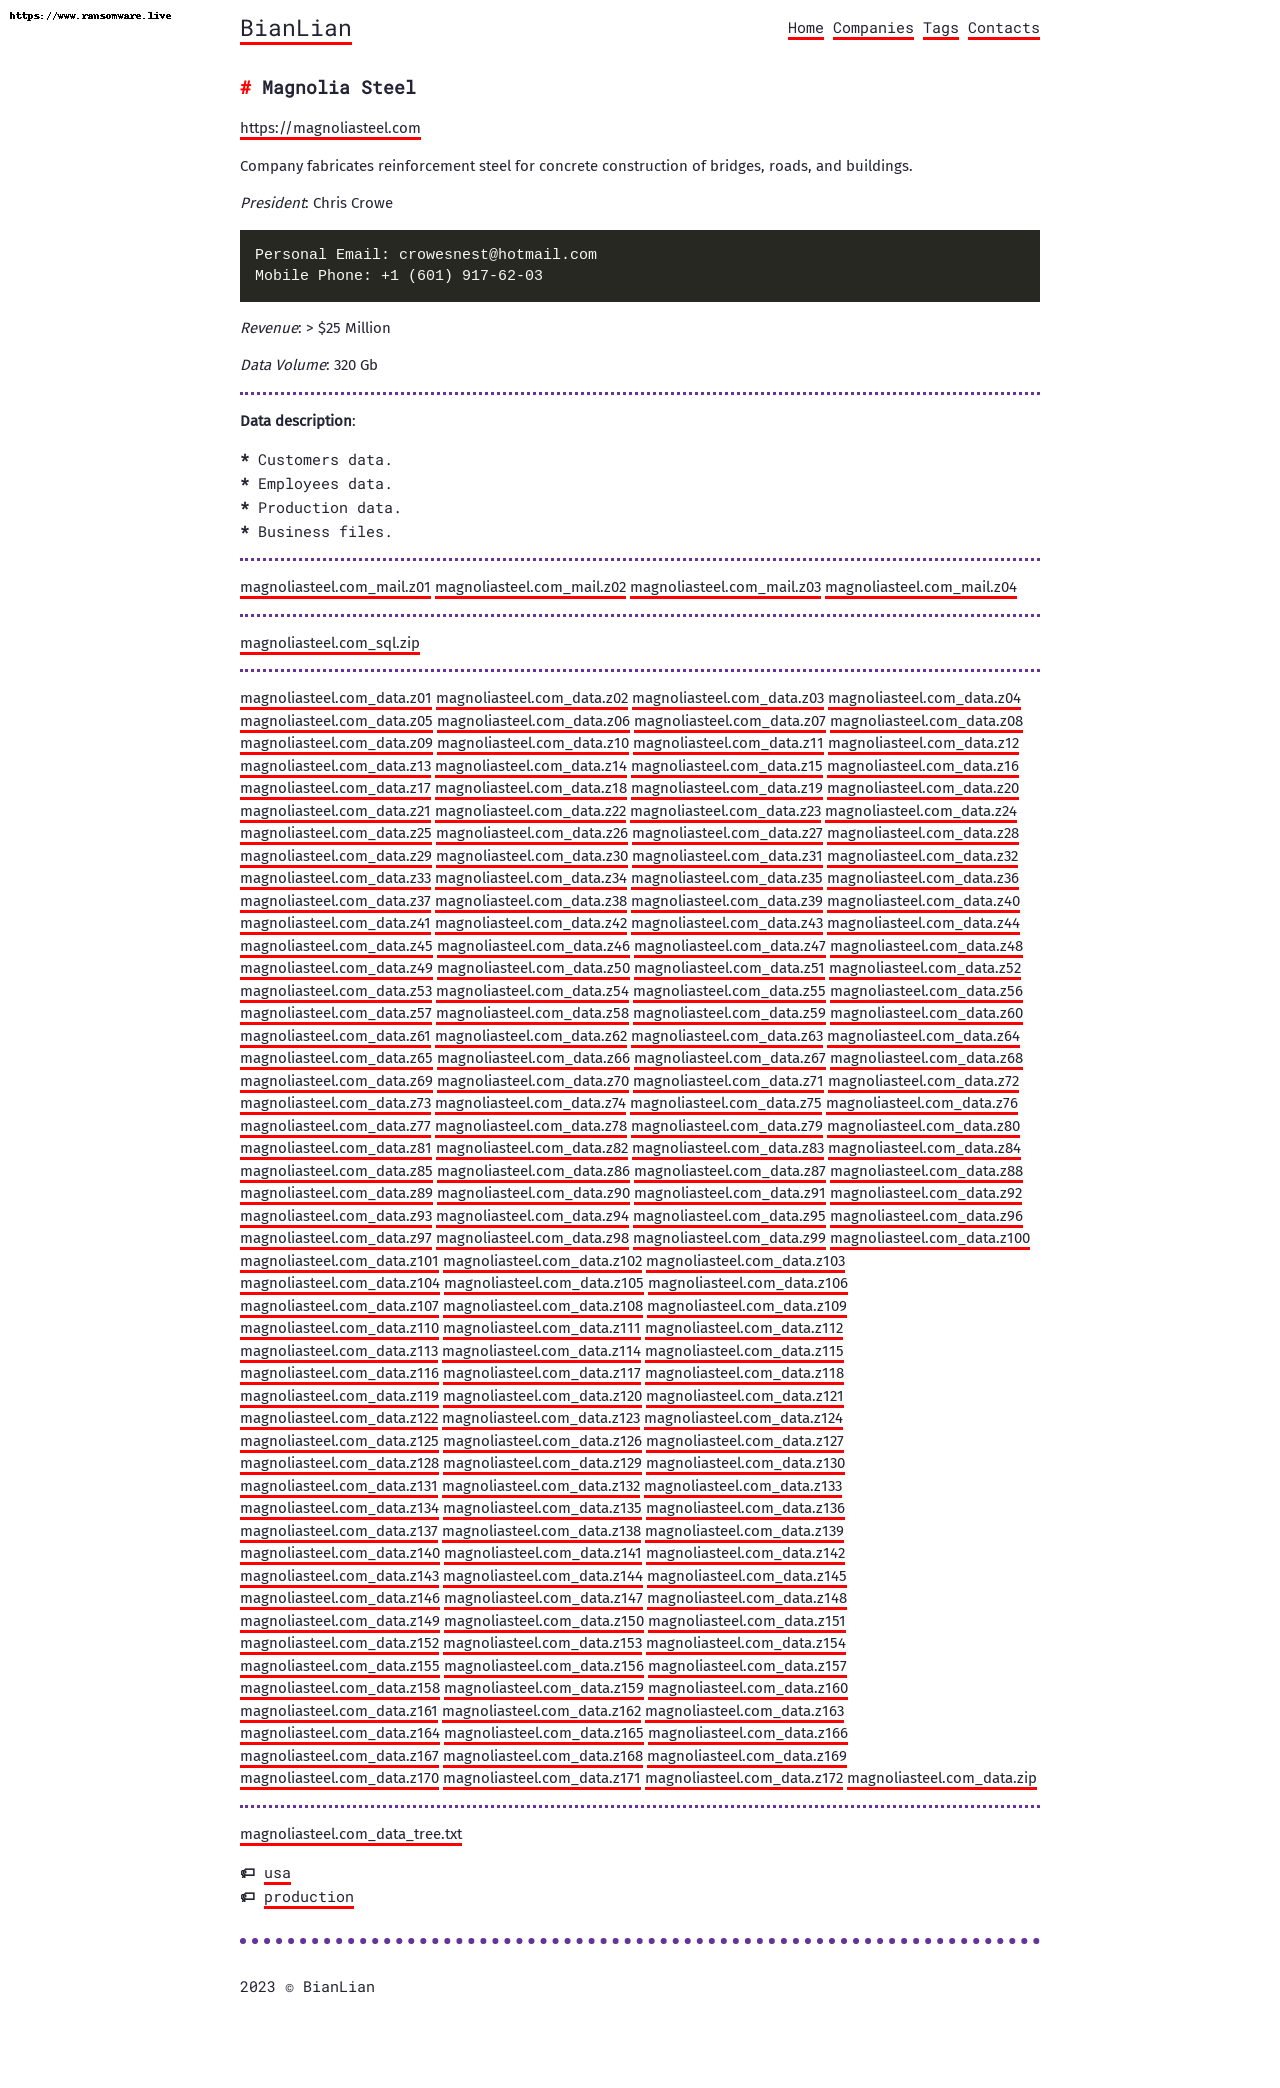 https://www.ransomware.live
BianLian
Home Companies Tags Contacts
# Magnolia Steel
https://magnoliasteel.com
Company fabricates reinforcement steel for concrete construction of bridges, roads, and buildings.
President: Chris Crowe
Personal Email: crowesnest@hotmail.com
Mobile Phone: +1 (601) 917-62-03
Revenue: > $25 Million
Data Volume: 320 Gb
Data description:
* Customers data.
* Employees data.
* Production data.
* Business files.
magnoliasteel.com_mail.z01 magnoliasteel.com_mail.z02 magnoliasteel.com_mail.z03 magnoliasteel.com_mail.z04
magnoliasteel.com_sql.zip
magnoliasteel.com_data.z01 magnoliasteel.com_data.z02 magnoliasteel.com_data.z03 magnoliasteel.com_data.z04
magnoliasteel.com_data.z05 magnoliasteel.com_data.z06 magnoliasteel.com_data.z07 magnoliasteel.com_data.z08
magnoliasteel.com_data.z09 magnoliasteel.com_data.z10 magnoliasteel.com_data.z11 magnoliasteel.com_data.z12
magnoliasteel.com_data.z13 magnoliasteel.com_data.z14 magnoliasteel.com_data.z15 magnoliasteel.com_data.z16
magnoliasteel.com_data.z17 magnoliasteel.com_data.z18 magnoliasteel.com_data.z19 magnoliasteel.com_data.z20
magnoliasteel.com_data.z21 magnoliasteel.com_data.z22 magnoliasteel.com_data.z23 magnoliasteel.com_data.z24
magnoliasteel.com_data.z25 magnoliasteel.com_data.z26 magnoliasteel.com_data.z27 magnoliasteel.com_data.z28
magnoliasteel.com_data.z29 magnoliasteel.com_data.z30 magnoliasteel.com_data.z31 magnoliasteel.com_data.z32
magnoliasteel.com_data.z33 magnoliasteel.com_data.z34 magnoliasteel.com_data.z35 magnoliasteel.com_data.z36
magnoliasteel.com_data.z37 magnoliasteel.com_data.z38 magnoliasteel.com_data.z39 magnoliasteel.com_data.z40
magnoliasteel.com_data.z41 magnoliasteel.com_data.z42 magnoliasteel.com_data.z43 magnoliasteel.com_data.z44
magnoliasteel.com_data.z45 magnoliasteel.com_data.z46 magnoliasteel.com_data.z47 magnoliasteel.com_data.z48
magnoliasteel.com_data.z49 magnoliasteel.com_data.z50 magnoliasteel.com_data.z51 magnoliasteel.com_data.z52
magnoliasteel.com_data.z53 magnoliasteel.com_data.z54 magnoliasteel.com_data.z55 magnoliasteel.com_data.z56
magnoliasteel.com_data.z57 magnoliasteel.com_data.z58 magnoliasteel.com_data.z59 magnoliasteel.com_data.z60
magnoliasteel.com_data.z61 magnoliasteel.com_data.z62 magnoliasteel.com_data.z63 magnoliasteel.com_data.z64
magnoliasteel.com_data.z65 magnoliasteel.com_data.z66 magnoliasteel.com_data.z67 magnoliasteel.com_data.z68
magnoliasteel.com_data.z69 magnoliasteel.com_data.z70 magnoliasteel.com_data.z71 magnoliasteel.com_data.z72
magnoliasteel.com_data.z73 magnoliasteel.com_data.z74 magnoliasteel.com_data.z75 magnoliasteel.com_data.z76
magnoliasteel.com_data.z77 magnoliasteel.com_data.z78 magnoliasteel.com_data.z79 magnoliasteel.com_data.z80
magnoliasteel.com_data.z81 magnoliasteel.com_data.z82 magnoliasteel.com_data.z83 magnoliasteel.com_data.z84
magnoliasteel.com_data.z85 magnoliasteel.com_data.z86 magnoliasteel.com_data.z87 magnoliasteel.com_data.z88
magnoliasteel.com_data.z89 magnoliasteel.com_data.z90 magnoliasteel.com_data.z91 magnoliasteel.com_data.z92
magnoliasteel.com_data.z93 magnoliasteel.com_data.z94 magnoliasteel.com_data.z95 magnoliasteel.com_data.z96
magnoliasteel.com_data.z97 magnoliasteel.com_data.z98 magnoliasteel.com_data.z99 magnoliasteel.com_data.z100
magnoliasteel.com_data.z101 magnoliasteel.com_data.z102 magnoliasteel.com_data.z103
magnoliasteel.com_data.z104 magnoliasteel.com_data.z105 magnoliasteel.com_data.z106
magnoliasteel.com_data.z107 magnoliasteel.com_data.z108 magnoliasteel.com_data.z109
magnoliasteel.com_data.z110 magnoliasteel.com_data.z111 magnoliasteel.com_data.z112
magnoliasteel.com_data.z113 magnoliasteel.com_data.z114 magnoliasteel.com_data.z115
magnoliasteel.com_data.z116 magnoliasteel.com_data.z117 magnoliasteel.com_data.z118
magnoliasteel.com_data.z119 magnoliasteel.com_data.z120 magnoliasteel.com_data.z121
magnoliasteel.com_data.z122 magnoliasteel.com_data.z123 magnoliasteel.com_data.z124
magnoliasteel.com_data.z125 magnoliasteel.com_data.z126 magnoliasteel.com_data.z127
magnoliasteel.com_data.z128 magnoliasteel.com_data.z129 magnoliasteel.com_data.z130
magnoliasteel.com_data.z131 magnoliasteel.com_data.z132 magnoliasteel.com_data.z133
magnoliasteel.com_data.z134 magnoliasteel.com_data.z135 magnoliasteel.com_data.z136
magnoliasteel.com_data.z137 magnoliasteel.com_data.z138 magnoliasteel.com_data.z139
magnoliasteel.com_data.z140 magnoliasteel.com_data.z141 magnoliasteel.com_data.z142
magnoliasteel.com_data.z143 magnoliasteel.com_data.z144 magnoliasteel.com_data.z145
magnoliasteel.com_data.z146 magnoliasteel.com_data.z147 magnoliasteel.com_data.z148
magnoliasteel.com_data.z149 magnoliasteel.com_data.z150 magnoliasteel.com_data.z151
magnoliasteel.com_data.z152 magnoliasteel.com_data.z153 magnoliasteel.com_data.z154
magnoliasteel.com_data.z155 magnoliasteel.com_data.z156 magnoliasteel.com_data.z157
magnoliasteel.com_data.z158 magnoliasteel.com_data.z159 magnoliasteel.com_data.z160
magnoliasteel.com_data.z161 magnoliasteel.com_data.z162 magnoliasteel.com_data.z163
magnoliasteel.com_data.z164 magnoliasteel.com_data.z165 magnoliasteel.com_data.z166
magnoliasteel.com_data.z167 magnoliasteel.com_data.z168 magnoliasteel.com_data.z169
magnoliasteel.com_data.z170 magnoliasteel.com_data.z171 magnoliasteel.com_data.z172 magnoliasteel.com_data.zip
magnoliasteel.com_data_tree.txt
usa
production
2023 © BianLian